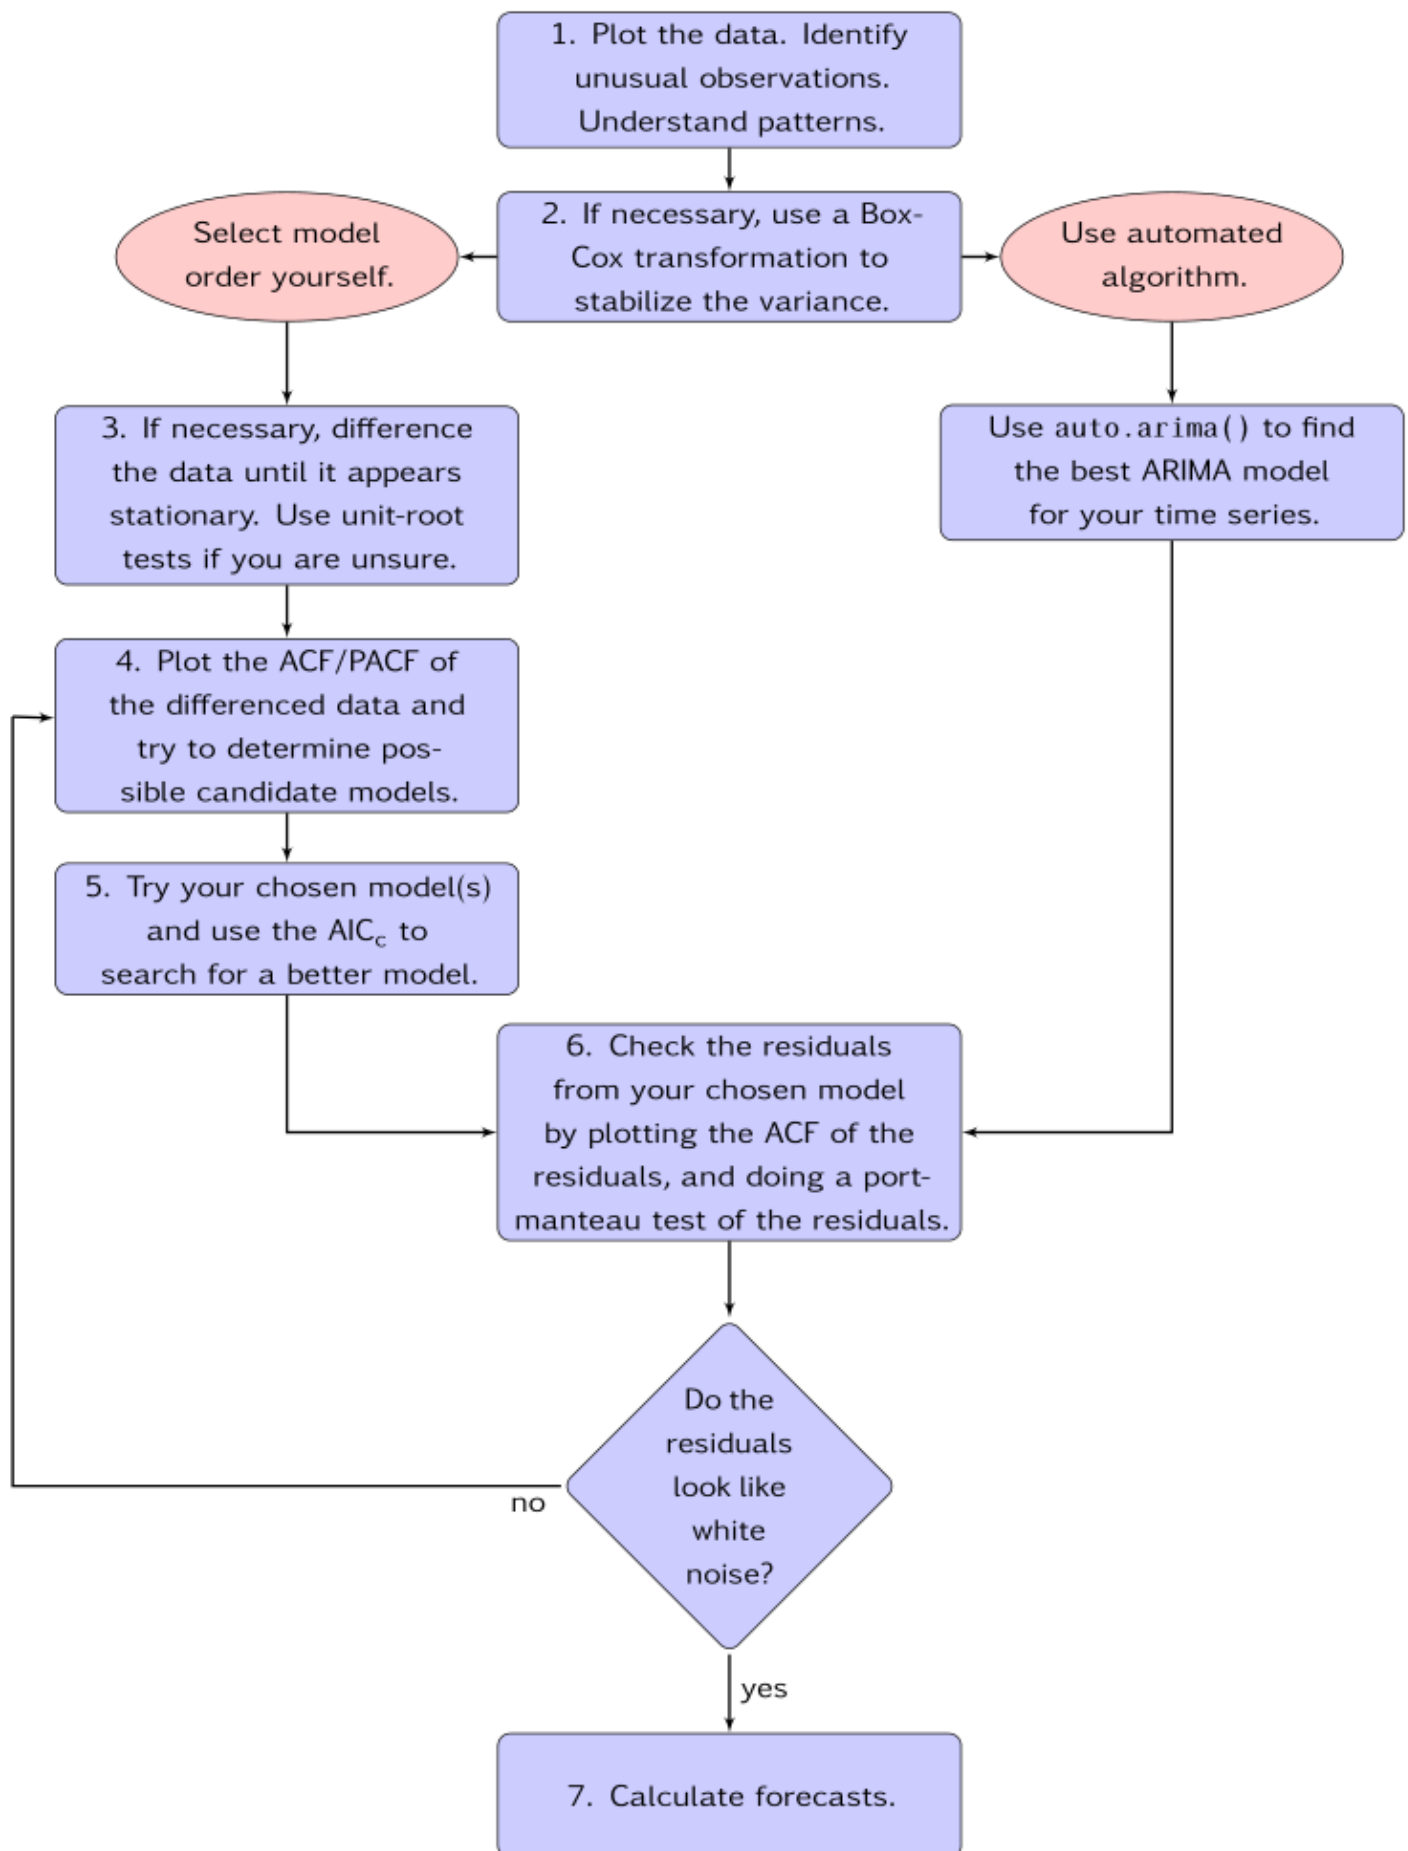 1. Plot the data. Identify
unusual observations.
Understand patterns.
Select model
order yourself.
2. If necessary, use a Box-
Cox transformation to
stabilize the variance.
Use automated
algorithm.
3. If necessary, difference
the data until it appears
stationary. Use unit-root
tests if you are unsure.
Use auto.arima() to find
the best ARIMA model
for your time series.
4. Plot the ACF/PACF of
the differenced data and
try to determine pos-
sible candidate models.
5. Try your chosen model(s)
and use the AICc to
search for a better model.
6. Check the residuals
from your chosen model
by plotting the ACF of the
residuals, and doing a port-
manteau test of the residuals.
Do the
residuals
look like
white
noise?
no
yes
7. Calculate forecasts.